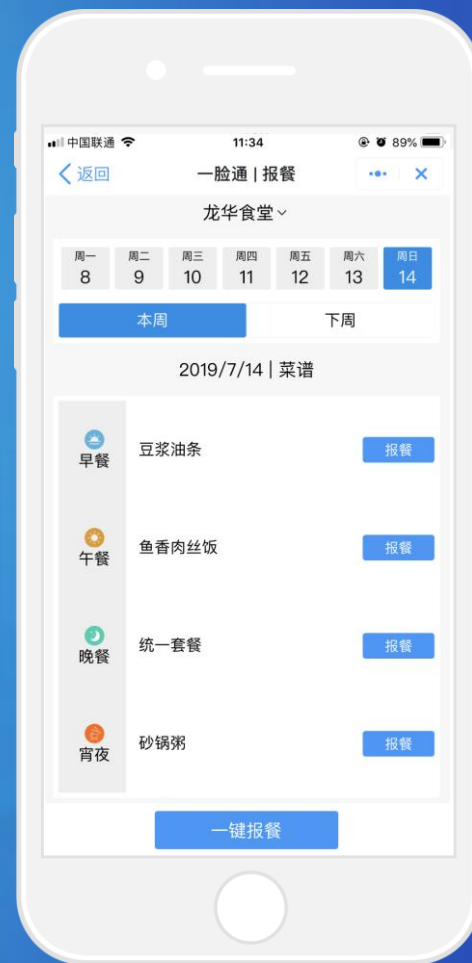 中国联通 11:34 89%
返回 一脸通 | 报餐
龙华食堂
周一 周二 周三 周四 周五 周六 周日
8 9 10 11 12 13 14
本周 下周
2019/7/14 | 菜谱
早餐 豆浆油条 报餐
午餐 鱼香肉丝饭 报餐
晚餐 统一套餐 报餐
宵夜 砂锅粥 报餐
一键报餐